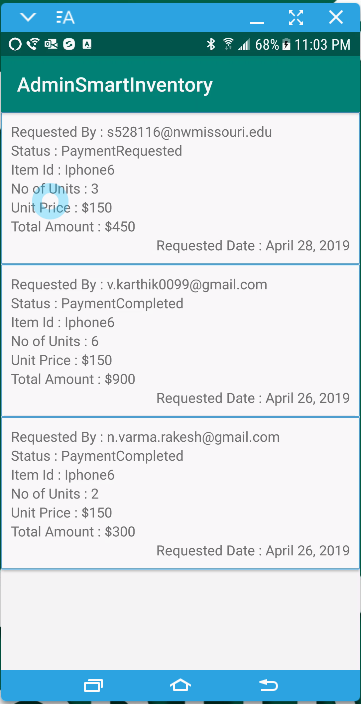 68% 11:03 PM
AdminSmartInventory
Requested By : s528116@nwmissouri.edu
Status : PaymentRequested
Item Id : Iphone6
No of Units : 3
Unit Price : $150
Total Amount : $450
Requested Date : April 28, 2019
Requested By : v.karthik0099@gmail.com
Status : PaymentCompleted
Item Id : Iphone6
No of Units : 6
Unit Price : $150
Total Amount : $900
Requested Date : April 26, 2019
Requested By : n.varma.rakesh@gmail.com
Status : PaymentCompleted
Item Id : Iphone6
No of Units : 2
Unit Price : $150
Total Amount : $300
Requested Date : April 26, 2019